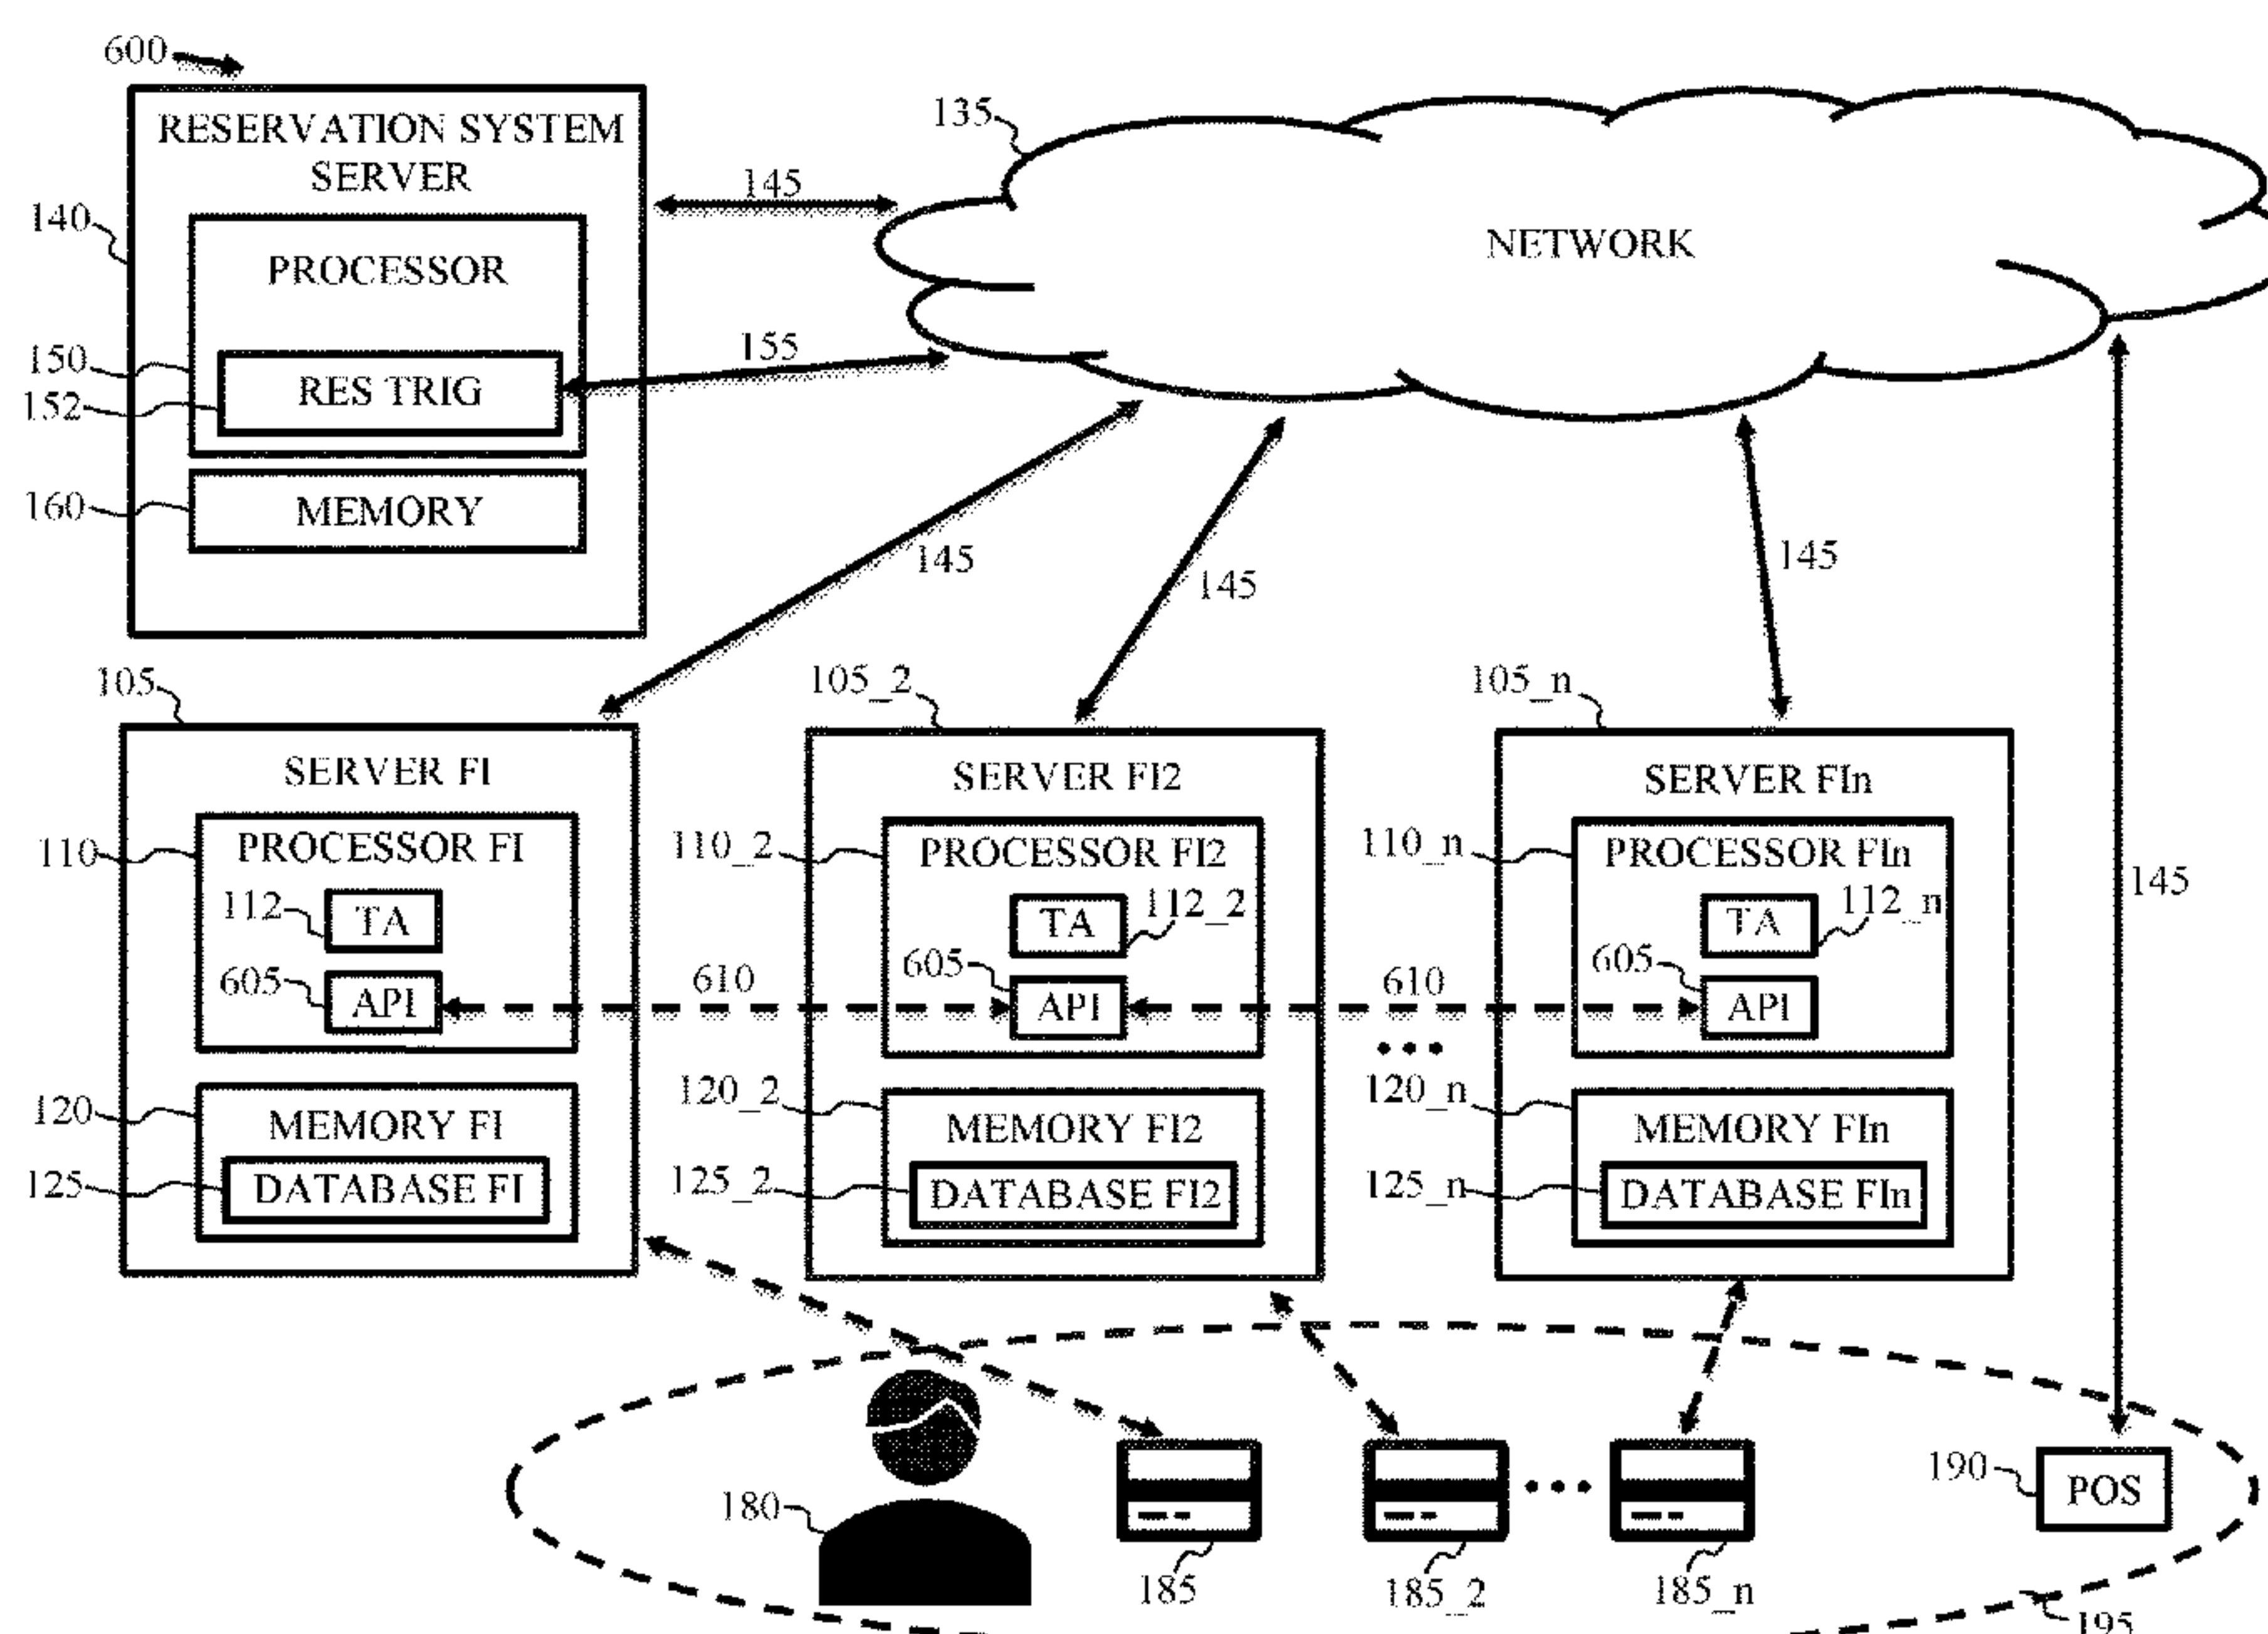 600
RESERVATION SYSTEM
SERVER
140
PROCESSOR
150
RES TRIG
152
160
MEMORY
135
NETWORK
145
155
145
145
145
145
105
SERVER FI
110
PROCESSOR FI
112
TA
605
API
610
120
MEMORY FI
125
DATABASE FI
105_2
SERVER FI2
110_2
PROCESSOR FI2
TA
112_2
605
API
610
120_2
MEMORY FI2
125_2
DATABASE FI2
105_n
SERVER FIn
110_n
PROCESSOR FIn
TA
112_n
605
API
...
120_n
MEMORY FIn
125_n
DATABASE FIn
180
185
185_2
...
185_n
190
POS
195